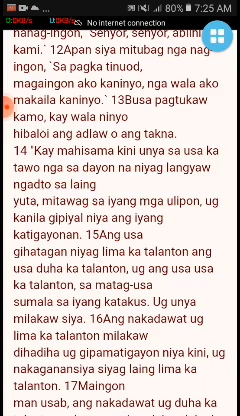 80% 7:25 AM
0:0KB/s U:0KB/s No internet connection
nanag-ingon, `Senyor, senyor, ablihi
kami.` 12Apan siya mitubag nga nag-
ingon, `Sa pagka tinuod,
magaingon ako kaninyo, nga wala ako
makaila kaninyo.` 13Busa pagtukaw
kamo, kay wala ninyo
hibaloi ang adlaw o ang takna.
14 "Kay mahisama kini unya sa usa ka
tawo nga sa dayon na niyag langyaw
ngadto sa laing
yuta, mitawag sa iyang mga ulipon, ug
kanila gipiyal niya ang iyang
katigayonan. 15Ang usa
gihatagan niyag lima ka talanton ang
usa duha ka talanton, ug ang usa usa
ka talanton, sa matag-usa
sumala sa iyang katakus. Ug unya
milakaw siya. 16Ang nakadawat ug
lima ka talanton milakaw
dihadiha ug gipamatigayon niya kini, ug
nakaganansiya siyag laing lima ka
talanton. 17Maingon
man usab, ang nakadawat ug duha ka